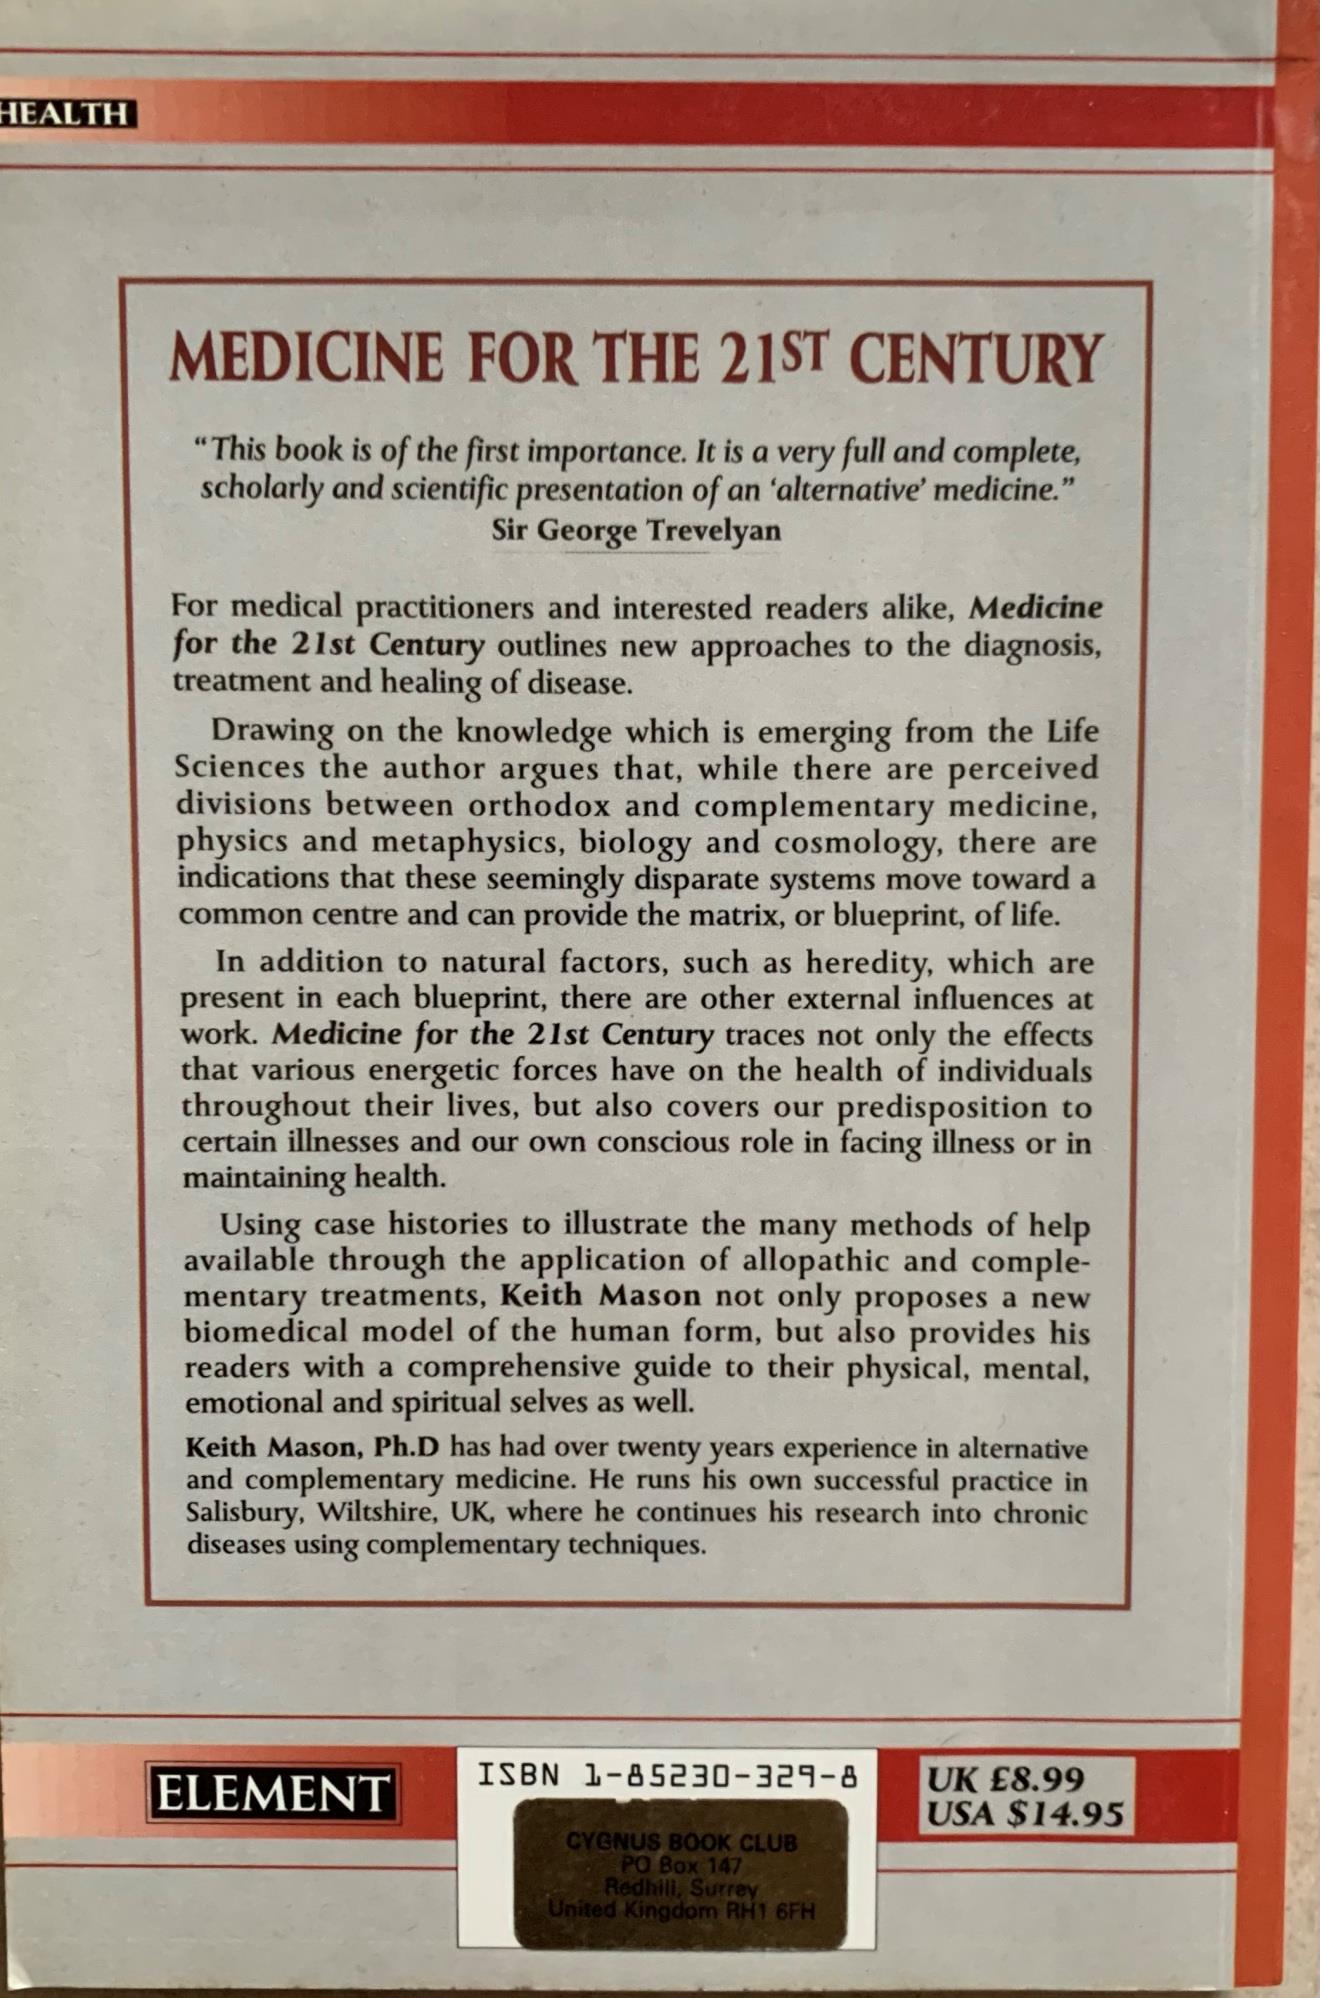 HEALTH
MEDICINE FOR THE 21ST CENTURY
“This book is of the first importance. It is a very full and complete,
scholarly and scientific presentation of an ‘alternative’ medicine.”
Sir George Trevelyan
For medical practitioners and interested readers alike, Medicine
for the 21st Century outlines new approaches to the diagnosis,
treatment and healing of disease.
Drawing on the knowledge which is emerging from the Life
Sciences the author argues that, while there are perceived
divisions between orthodox and complementary medicine,
physics and metaphysics, biology and cosmology, there are
indications that these seemingly disparate systems move toward a
common centre and can provide the matrix, or blueprint, of life.
In addition to natural factors, such as heredity, which are
present in each blueprint, there are other external influences at
work. Medicine for the 21st Century traces not only the effects
that various energetic forces have on the health of individuals
throughout their lives, but also covers our predisposition to
certain illnesses and our own conscious role in facing illness or in
maintaining health.
Using case histories to illustrate the many methods of help
available through the application of allopathic and comple-
mentary treatments, Keith Mason not only proposes a new
biomedical model of the human form, but also provides his
readers with a comprehensive guide to their physical, mental,
emotional and spiritual selves as well.
Keith Mason, Ph.D has had over twenty years experience in alternative
and complementary medicine. He runs his own successful practice in
Salisbury, Wiltshire, UK, where he continues his research into chronic
diseases using complementary techniques.
ELEMENT
ISBN 1-85230-329-8
CYGNUS BOOK CLUB
PO Box 147
Redhill, Surrey
United Kingdom RH1 6FH
UK £8.99
USA $14.95